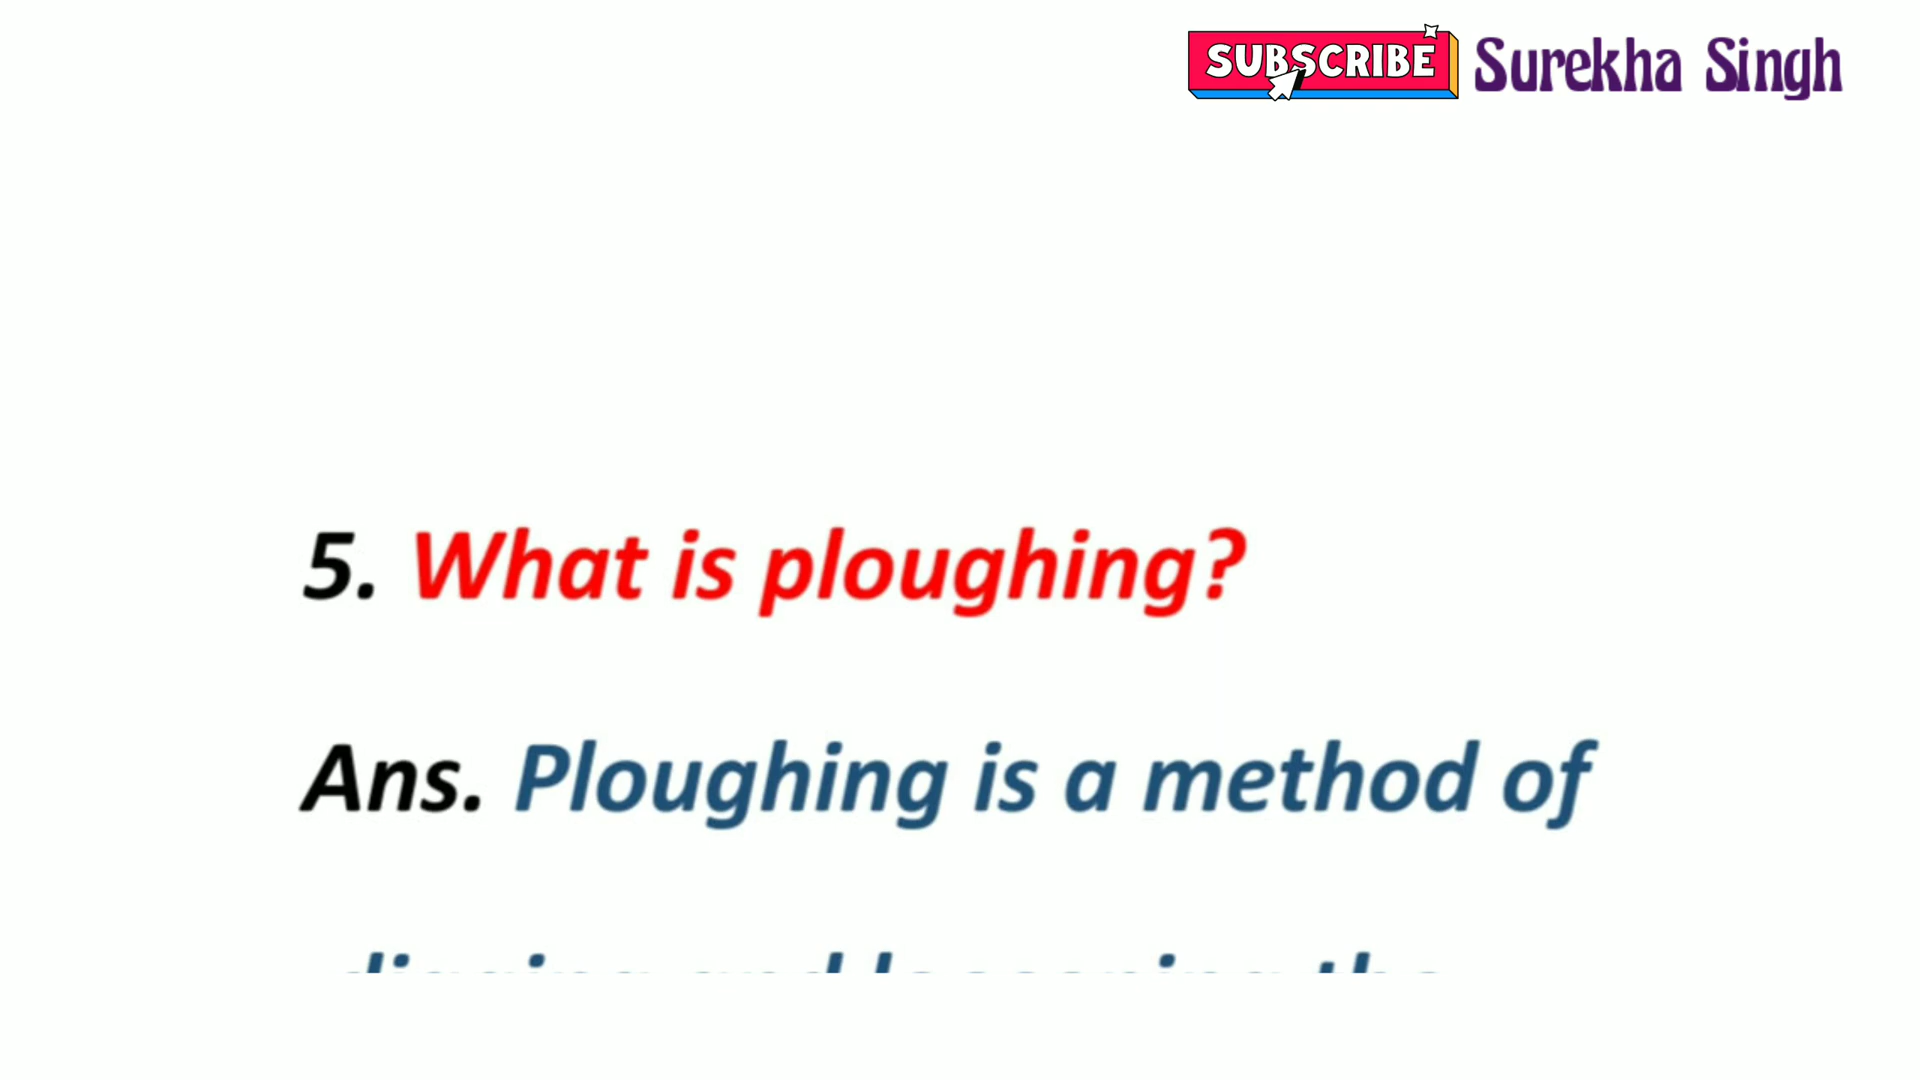 SUBSCRIBE Surekha Singh
5. What is ploughing?
Ans. Ploughing is a method of